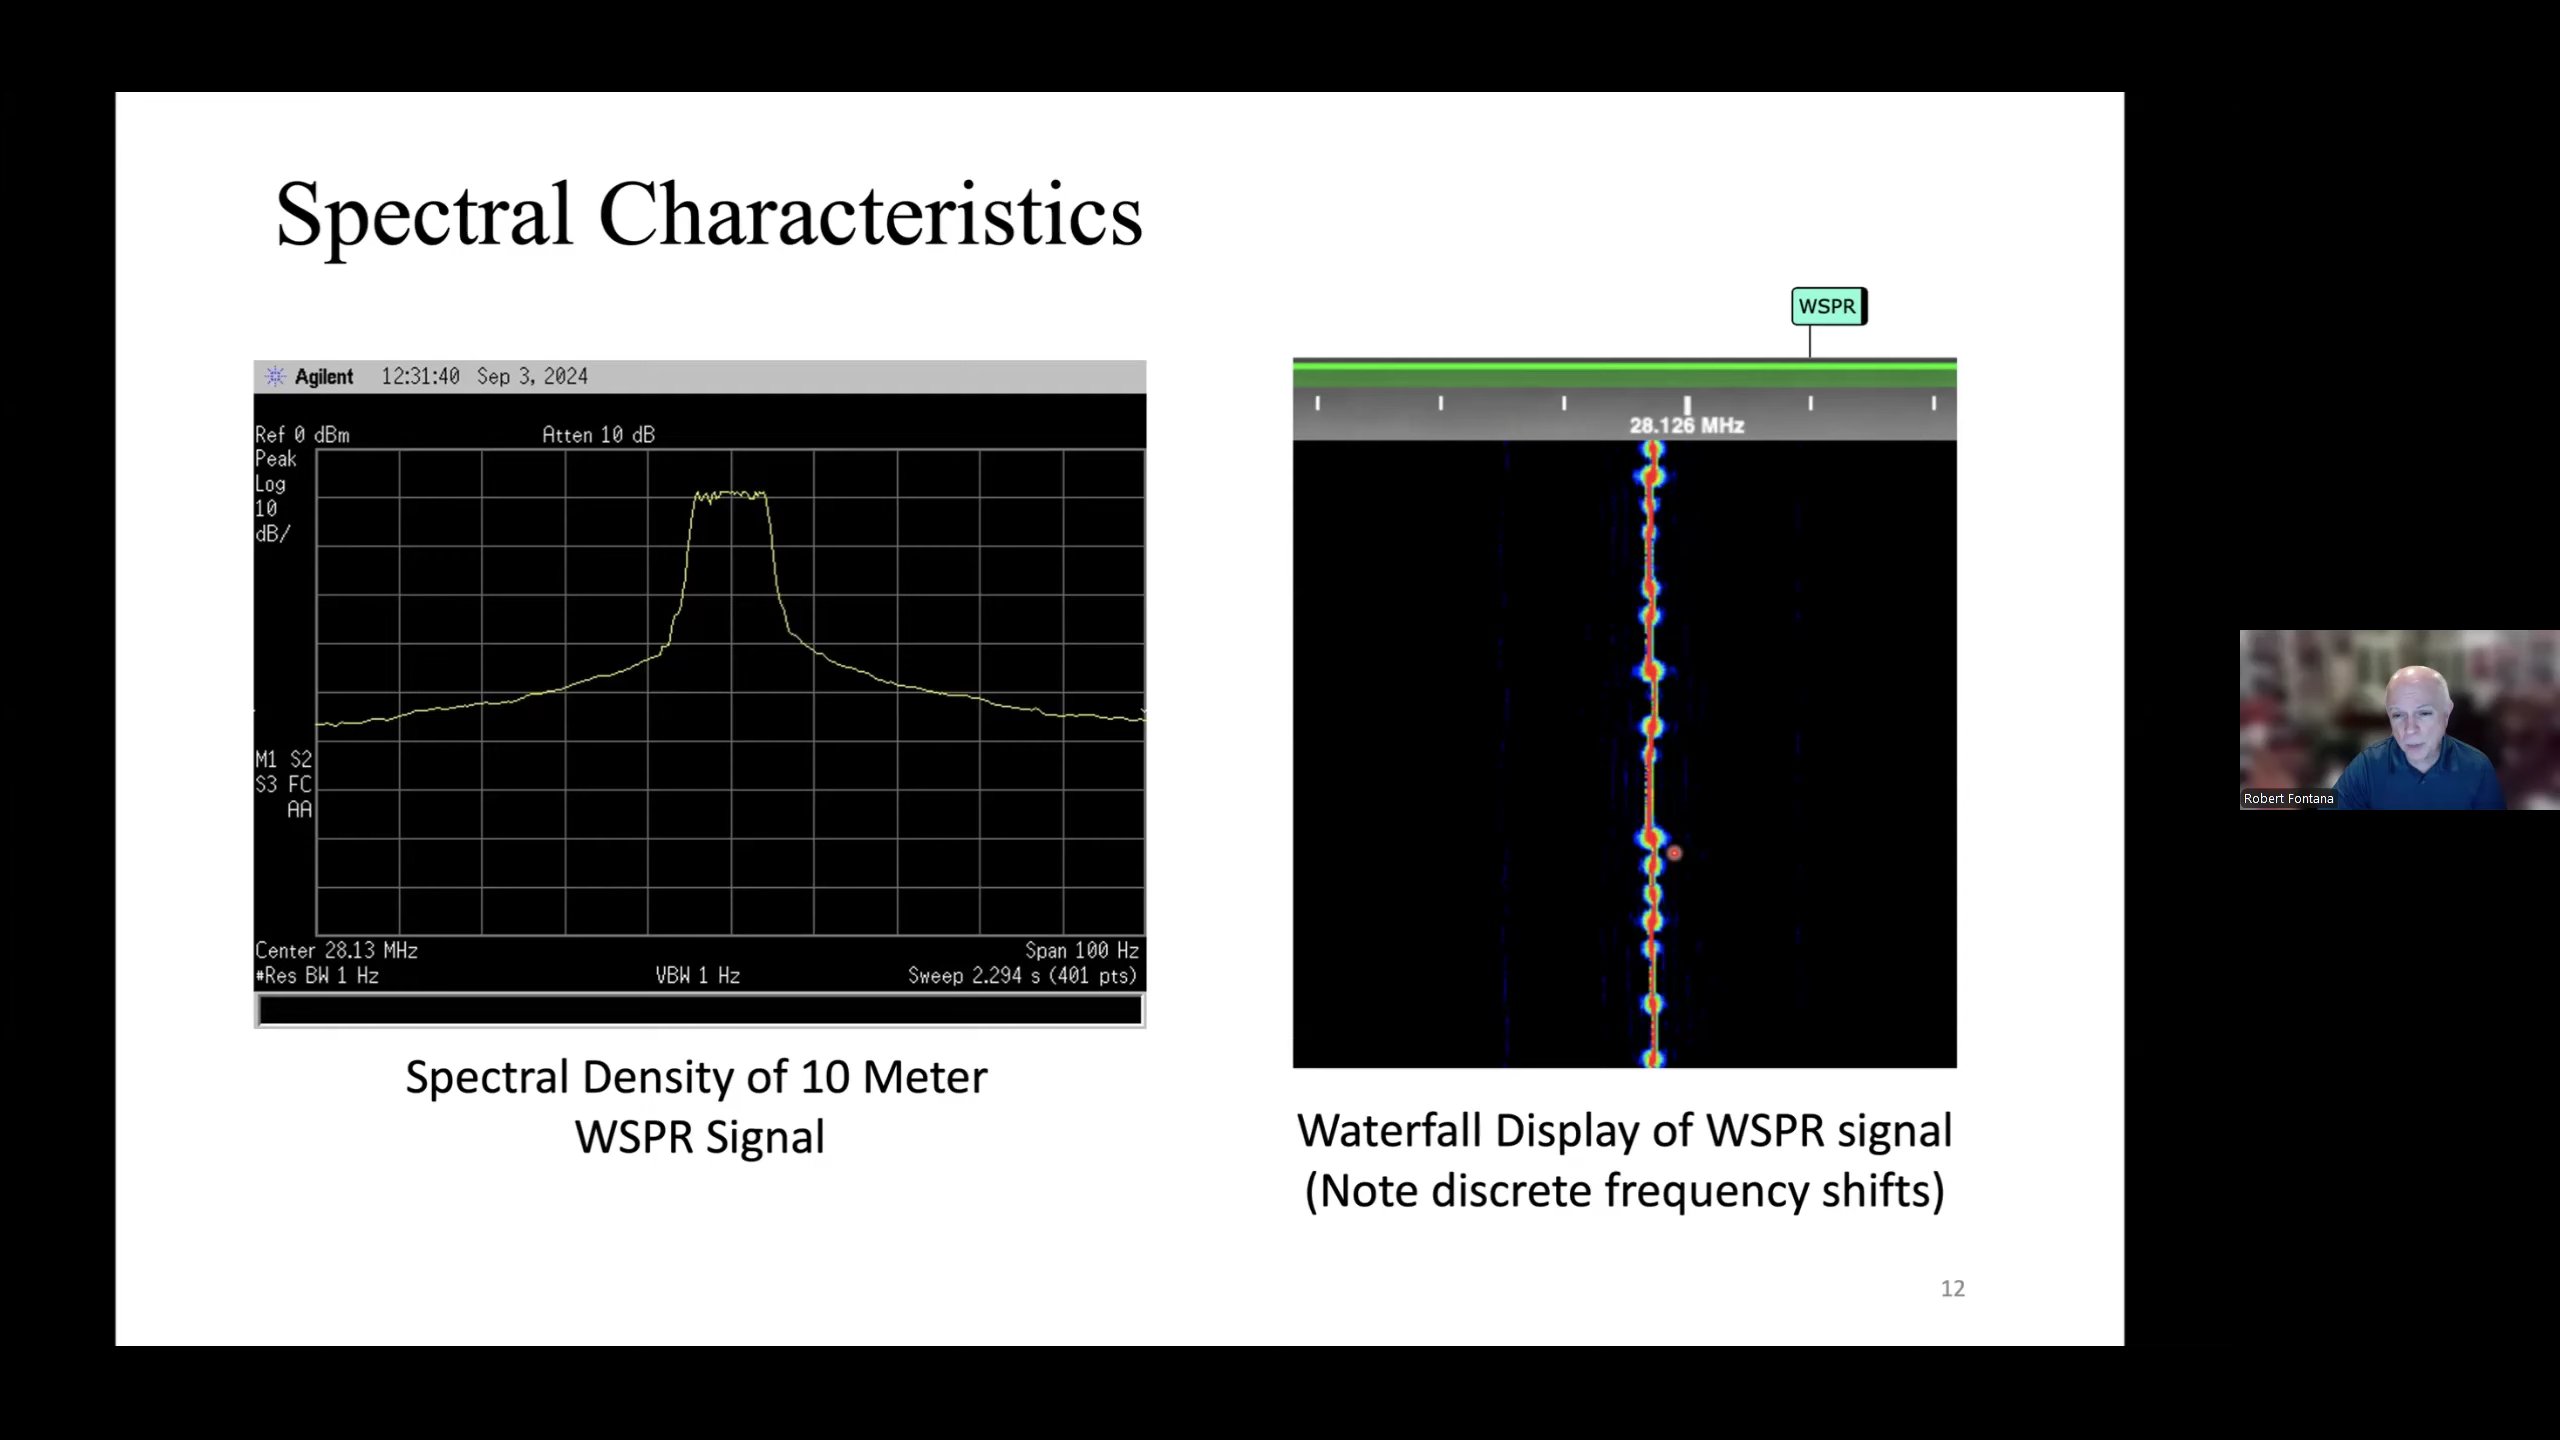 Spectral Characteristics
Agilent 12:31:40 Sep 3, 2024
Ref 0 dBm Atten 10 dB
Peak
Log
10
dB/
M1 S2
S3 FC
AA
Center 28.13 MHz Span 100 Hz
#Res BW 1 Hz VBW 1 Hz Sweep 2.294 s (401 pts)
Spectral Density of 10 Meter
WSPR Signal
WSPR
28.126 MHz
Waterfall Display of WSPR signal
(Note discrete frequency shifts)
12
Robert Fontana